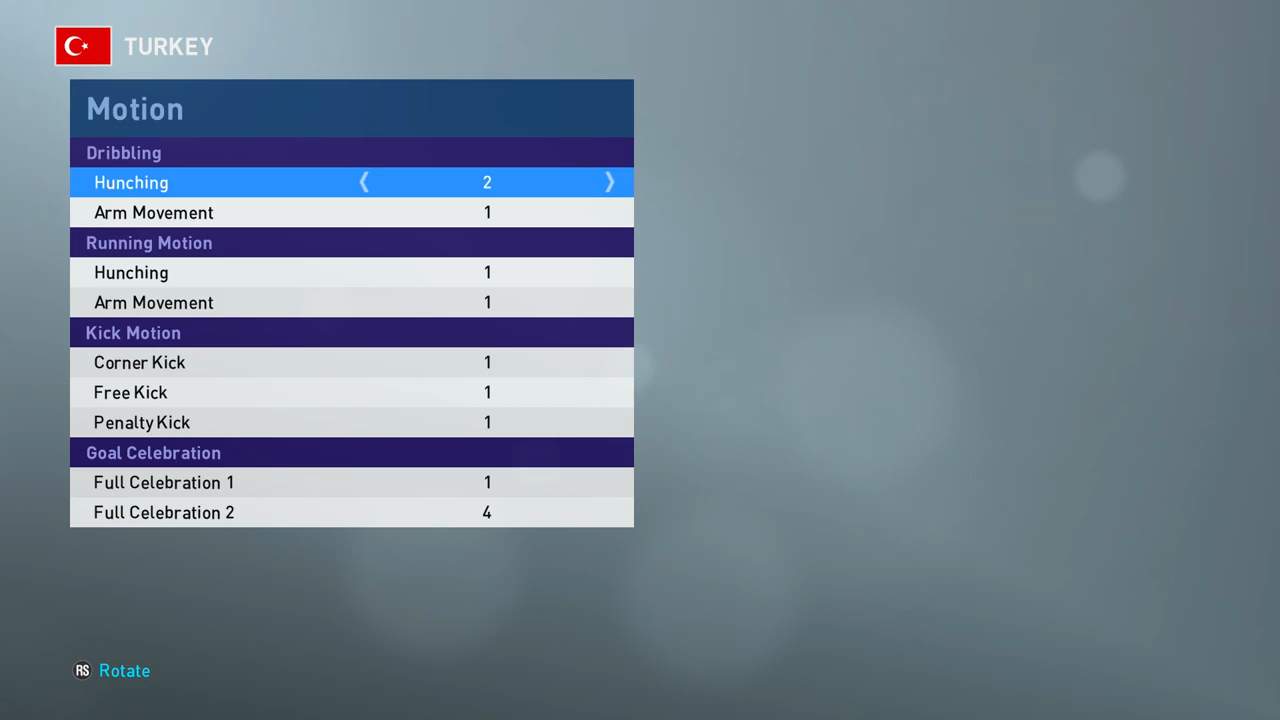 TURKEY
Motion
Dribbling
Hunching 2
Arm Movement 1
Running Motion
Hunching 1
Arm Movement 1
Kick Motion
Corner Kick 1
Free Kick 1
Penalty Kick 1
Goal Celebration
Full Celebration 1 1
Full Celebration 2 4
RS Rotate